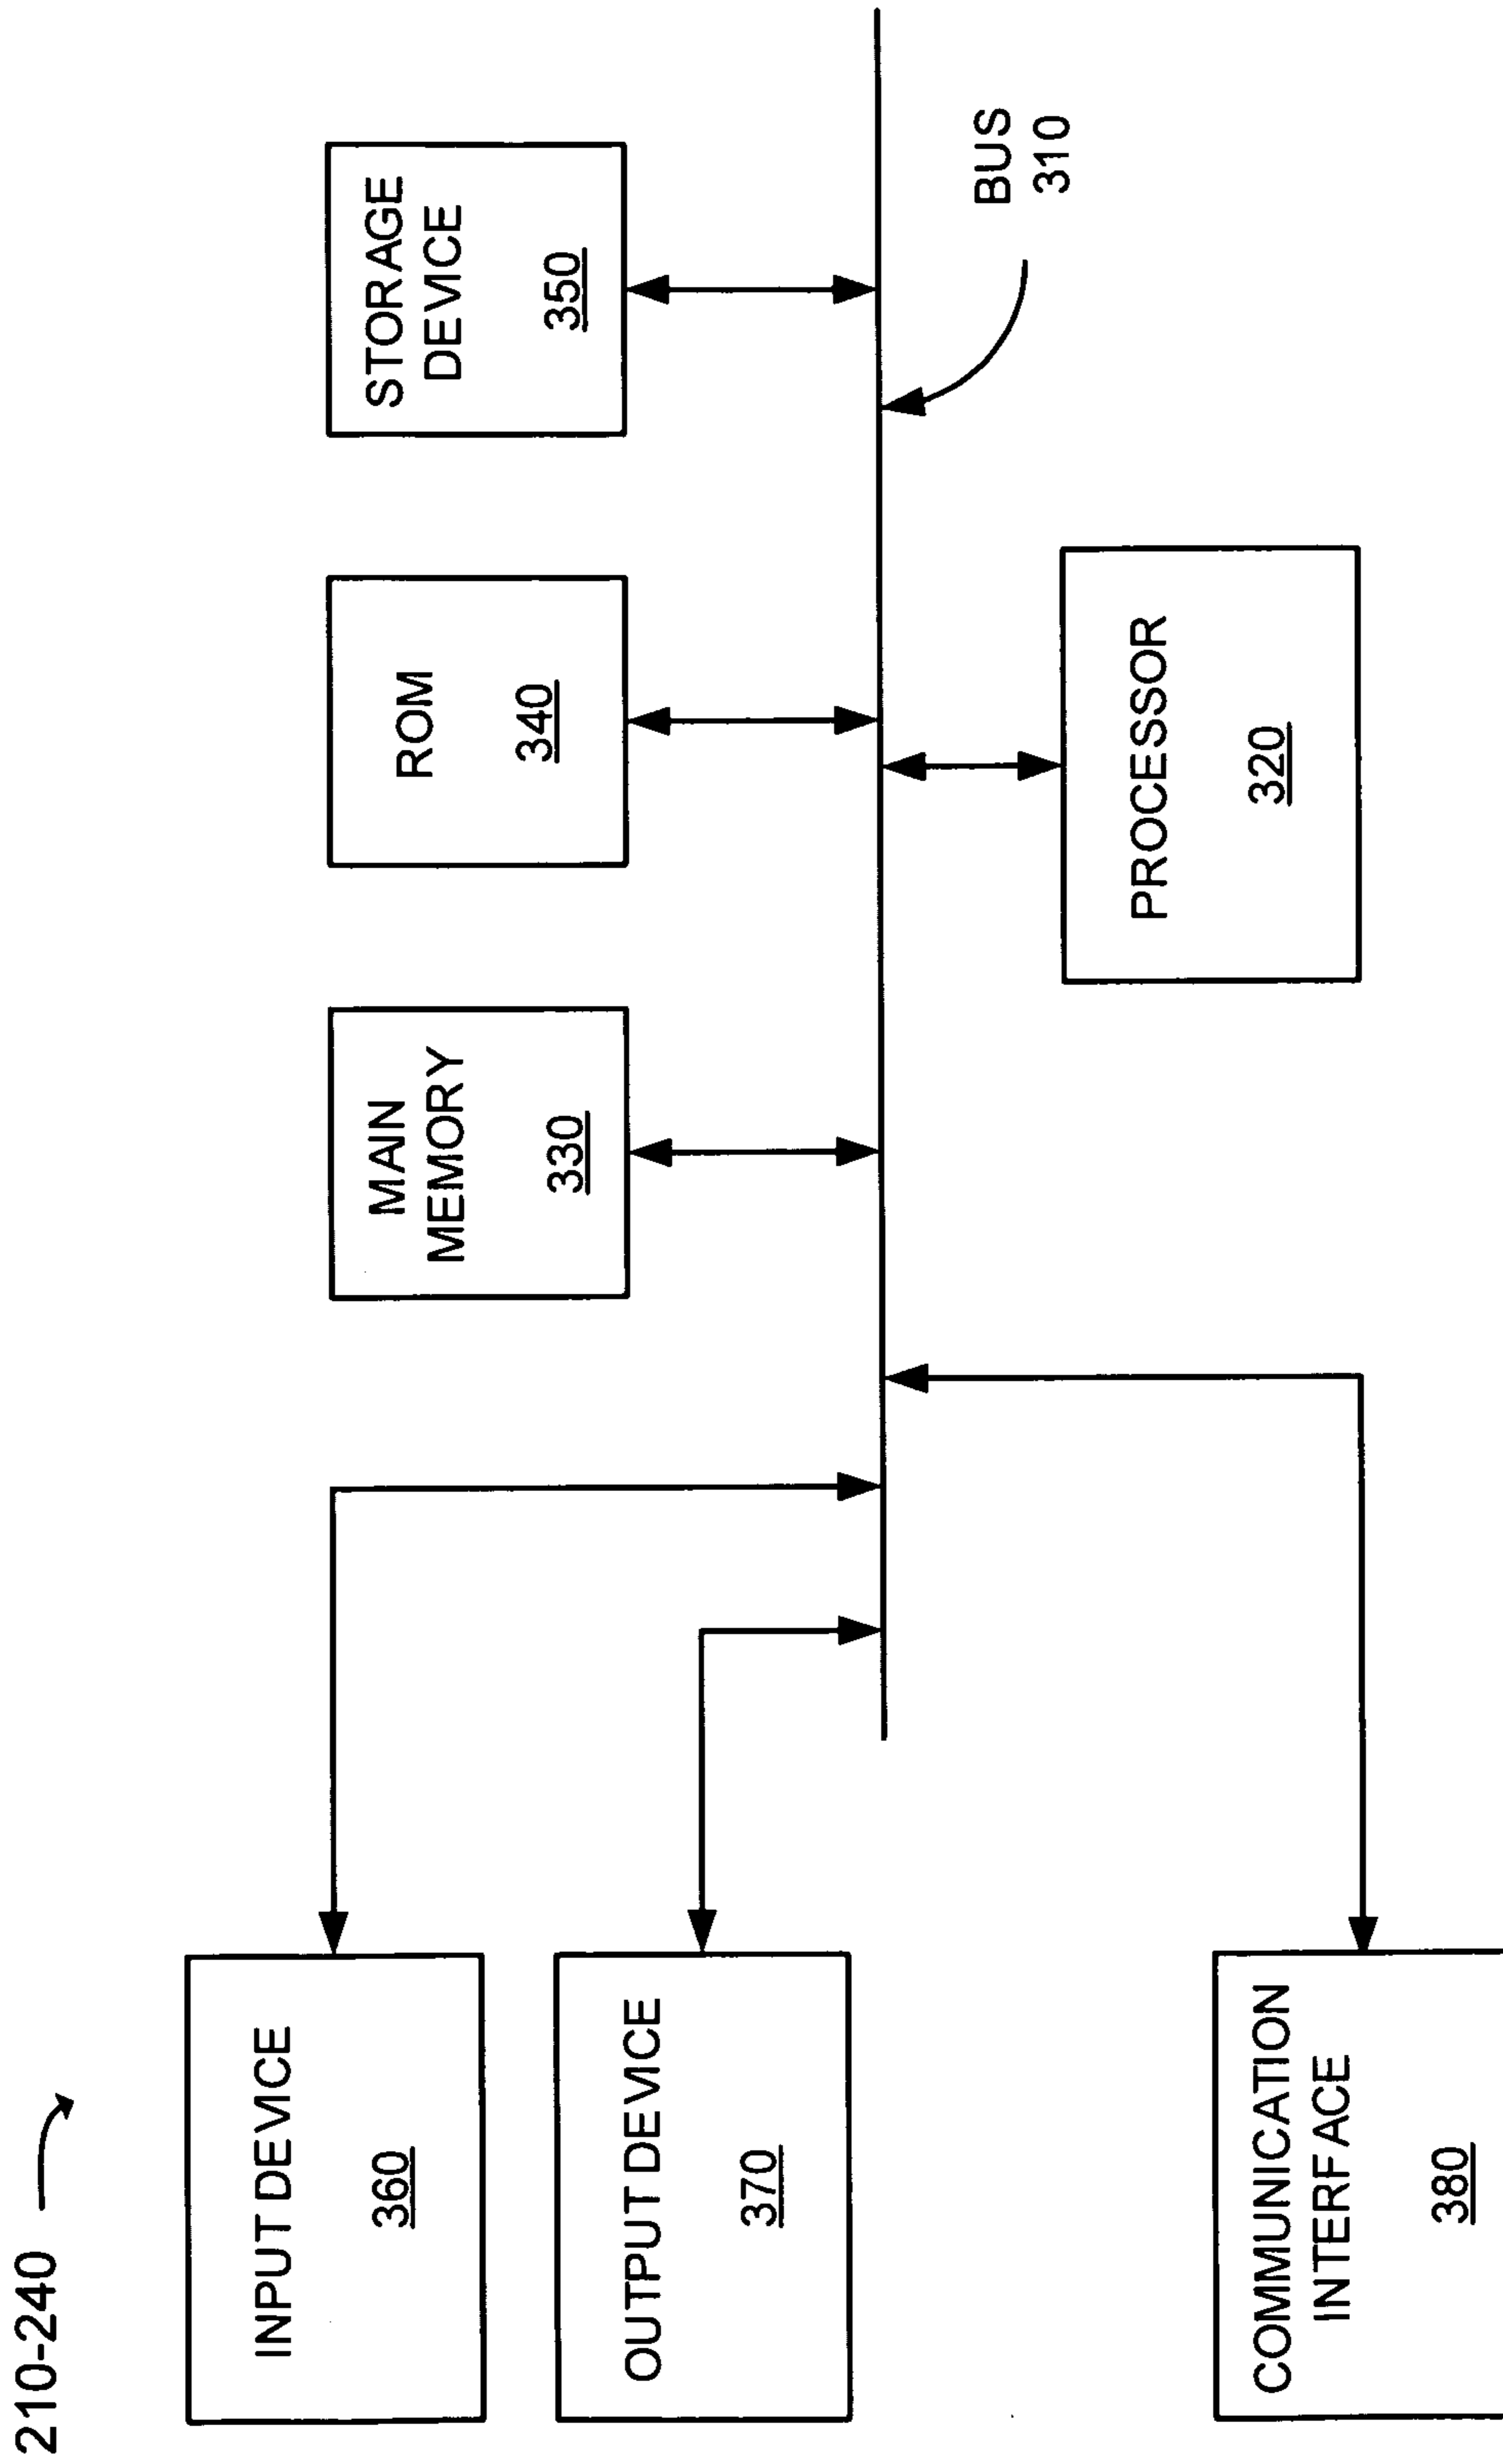 210-240
INPUT DEVICE
360
OUTPUT DEVICE
370
COMMUNICATION
INTERFACE
380
MAIN
MEMORY
330
ROM
340
STORAGE
DEVICE
350
PROCESSOR
320
BUS
310